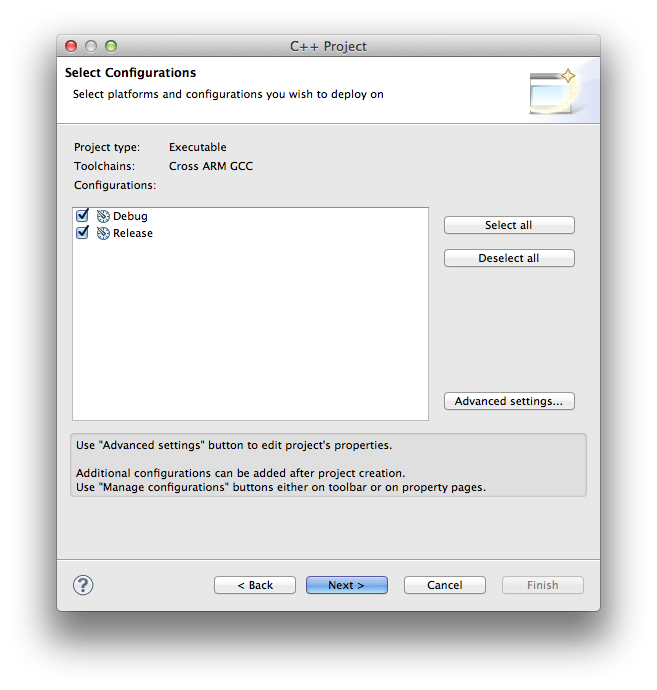 C++ Project
Select Configurations
Select platforms and configurations you wish to deploy on
Project type: Executable
Toolchains: Cross ARM GCC
Configurations:
Debug
Release
Select all
Deselect all
Advanced settings...
Use "Advanced settings" button to edit project's properties.
Additional configurations can be added after project creation.
Use "Manage configurations" buttons either on toolbar or on property pages.
?
< Back
Next >
Cancel
Finish